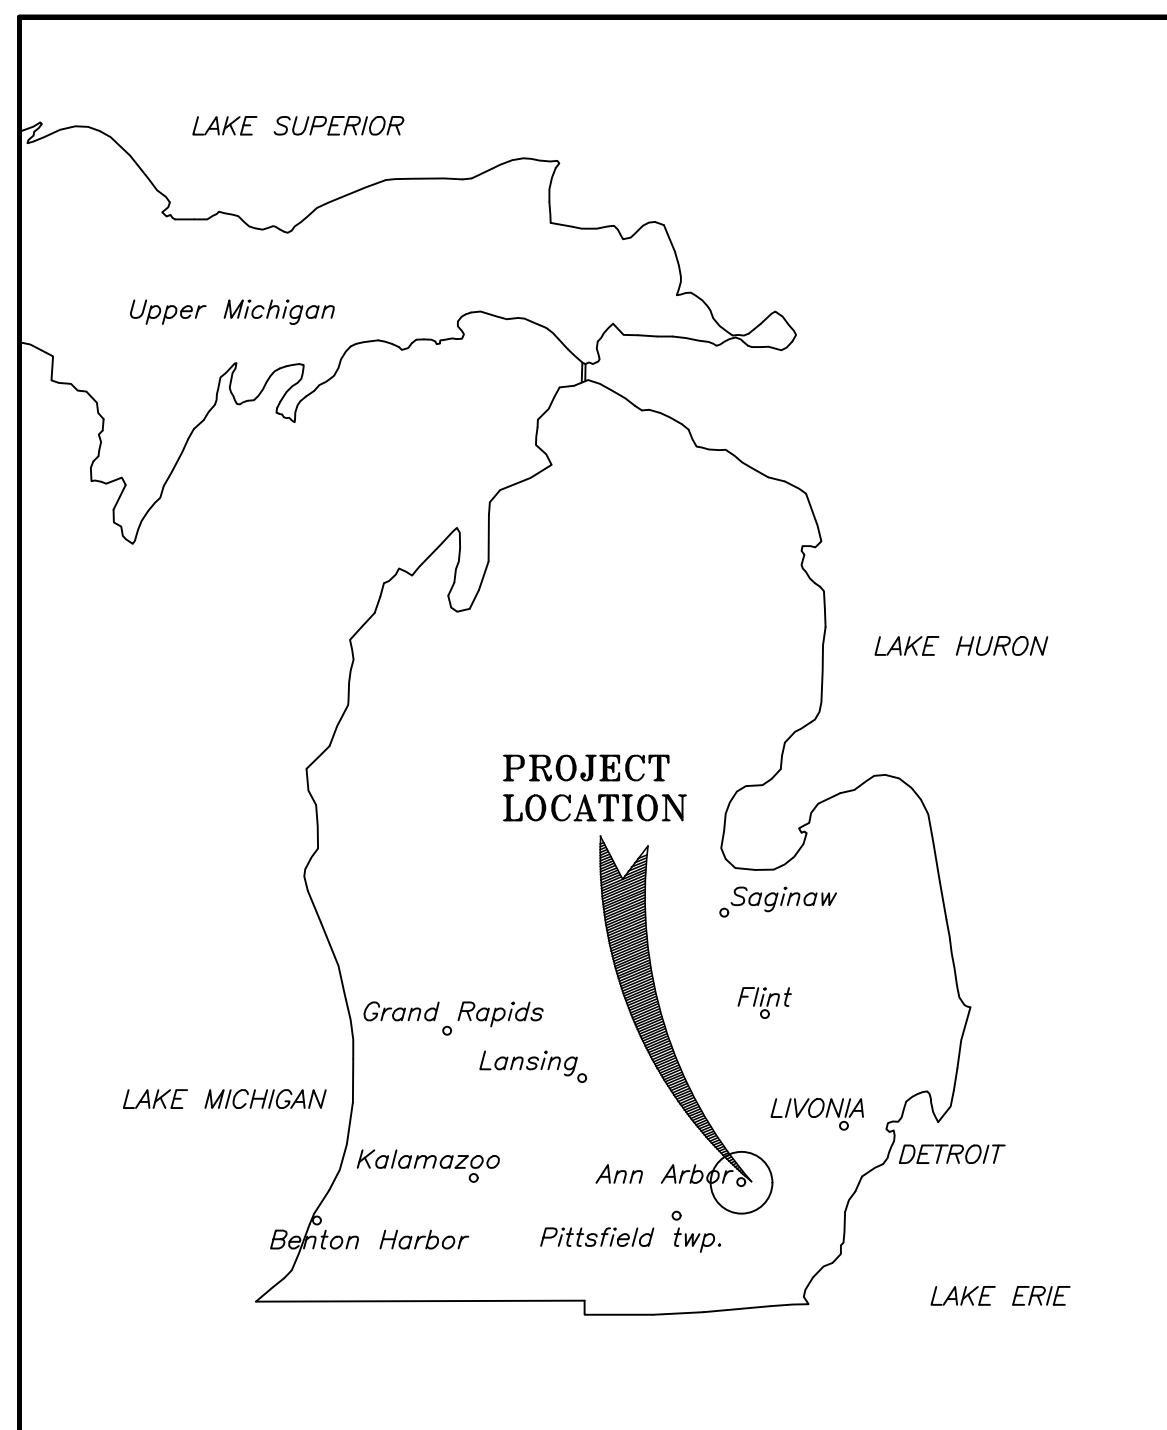 LAKE SUPERIOR
Upper Michigan
LAKE HURON
PROJECT
LOCATION
Saginaw
Flint
Grand Rapids
Lansing
LAKE MICHIGAN
LIVONIA
DETROIT
Kalamazoo
Ann Arbor
Benton Harbor
Pittsfield twp.
LAKE ERIE